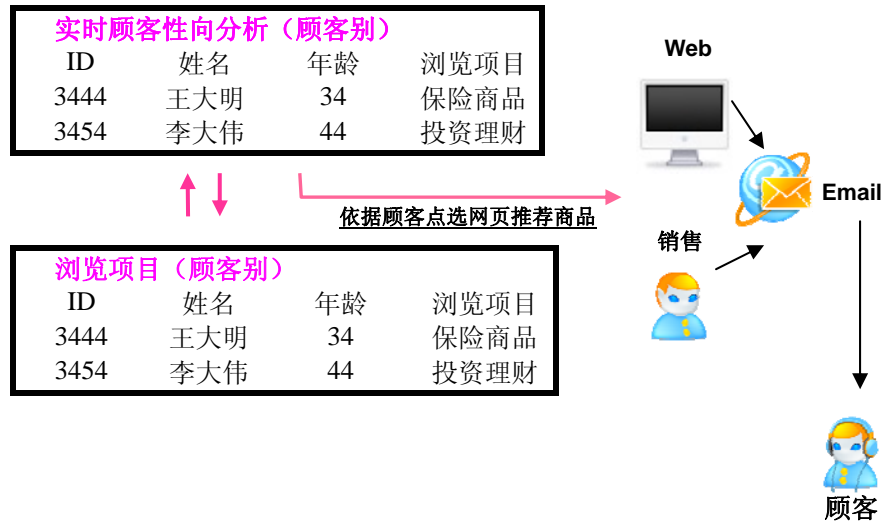 实时顾客性向分析（顾客别）
ID 姓名 年龄 浏览项目
3444 王大明 34 保险商品
3454 李大伟 44 投资理财
依据顾客点选网页推荐商品
浏览项目（顾客别）
ID 姓名 年龄 浏览项目
3444 王大明 34 保险商品
3454 李大伟 44 投资理财
Web
Email
销售
顾客